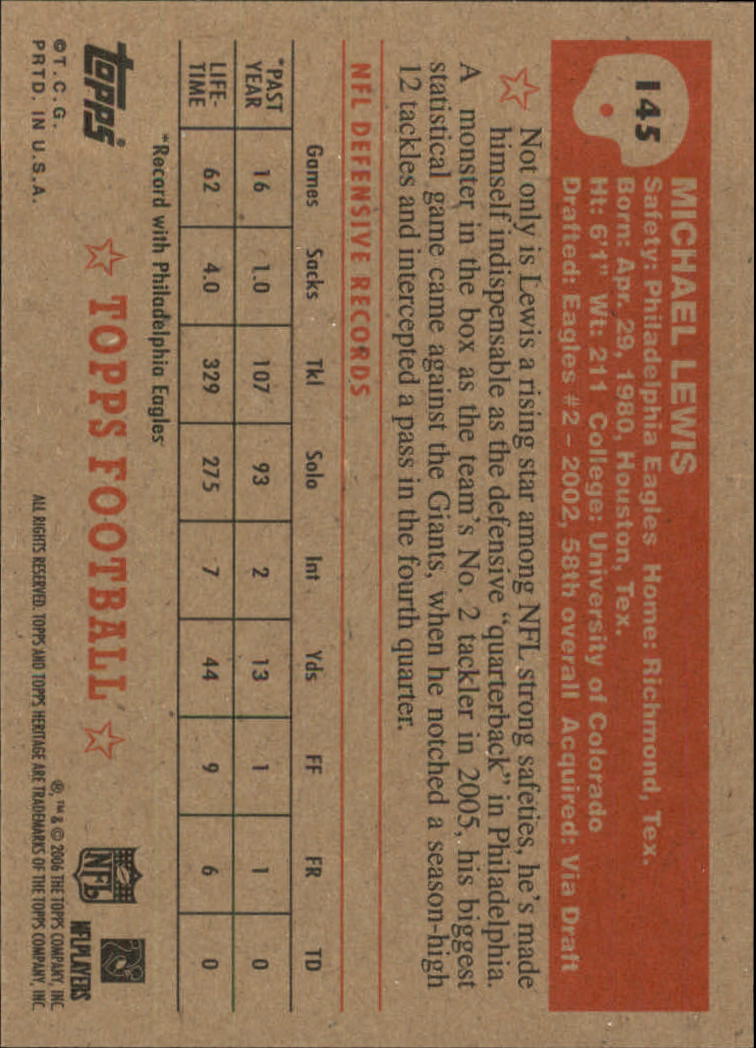 145
MICHAEL LEWIS
Safety: Philadelphia Eagles Home: Richmond, Tex.
Born: Apr. 29, 1980, Houston, Tex.
Ht: 6'1" Wt: 211 College: University of Colorado
Drafted: Eagles #2 – 2002, 58th overall Acquired: Via Draft
Not only is Lewis a rising star among NFL strong safeties, he's made
himself indispensable as the defensive "quarterback" in Philadelphia.
A monster in the box as the team's No. 2 tackler in 2005, his biggest
statistical game came against the Giants, when he notched a season-high
12 tackles and intercepted a pass in the fourth quarter.
NFL DEFENSIVE RECORDS
Games Sacks Tkl Solo Int Yds FF FR TD
*PAST YEAR 16 1.0 107 93 2 13 1 1 0
LIFE-TIME 62 4.0 329 275 7 44 9 6 0
*Record with Philadelphia Eagles
topps
TOPPS FOOTBALL
NFL
NFLPLAYERS
©T.C.G.
PRTD. IN U.S.A.
®, ™ & © 2006 THE TOPPS COMPANY, INC
ALL RIGHTS RESERVED. TOPPS AND TOPPS HERITAGE ARE TRADEMARKS OF THE TOPPS COMPANY, INC.